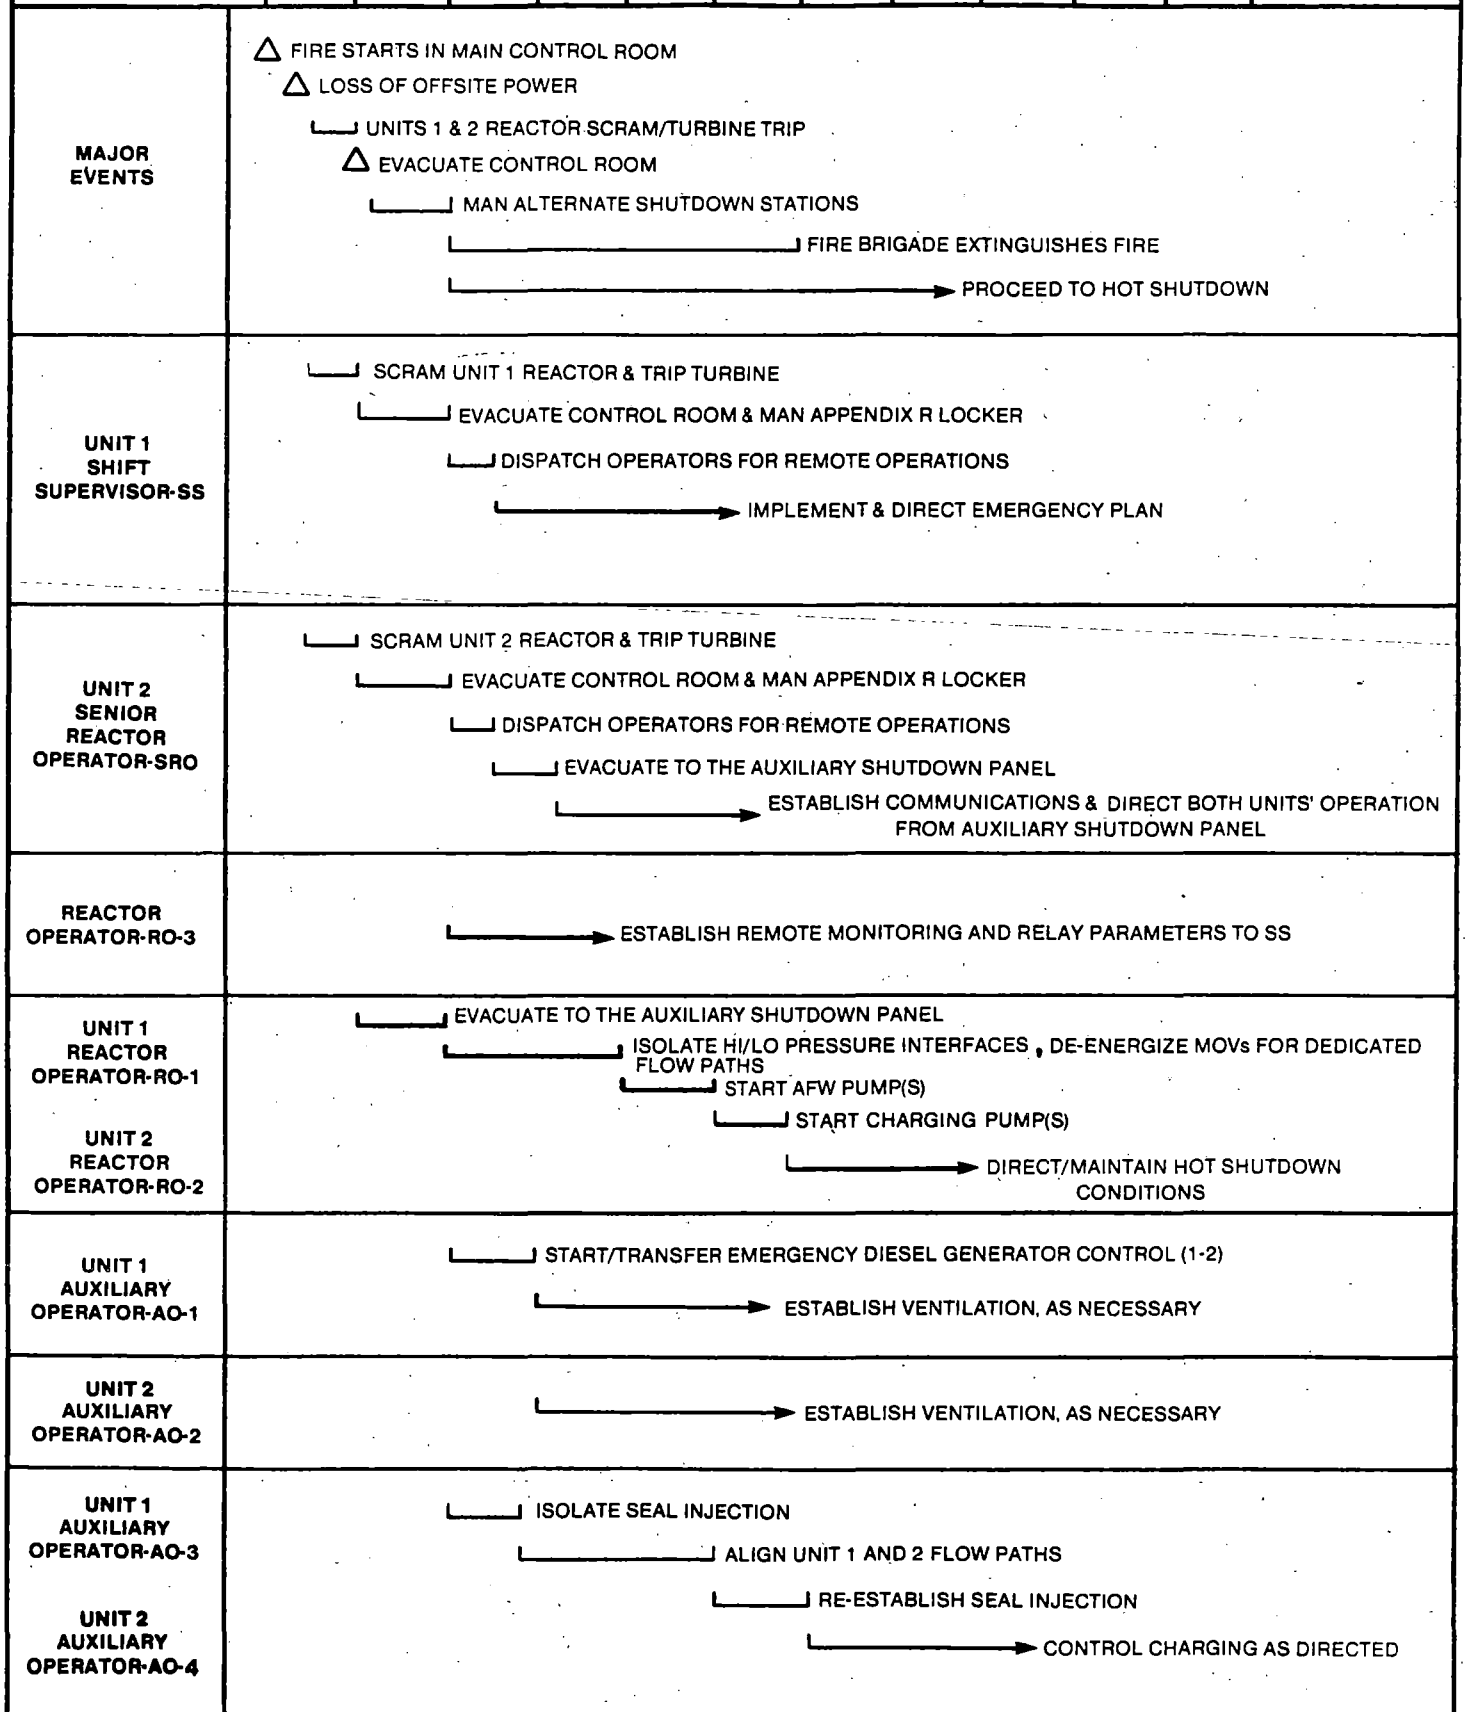 MAJOR
EVENTS
FIRE STARTS IN MAIN CONTROL ROOM
LOSS OF OFFSITE POWER
UNITS 1 & 2 REACTOR SCRAM/TURBINE TRIP
EVACUATE CONTROL ROOM
MAN ALTERNATE SHUTDOWN STATIONS
FIRE BRIGADE EXTINGUISHES FIRE
PROCEED TO HOT SHUTDOWN
UNIT 1
SHIFT
SUPERVISOR-SS
SCRAM UNIT 1 REACTOR & TRIP TURBINE
EVACUATE CONTROL ROOM & MAN APPENDIX R LOCKER
DISPATCH OPERATORS FOR REMOTE OPERATIONS
IMPLEMENT & DIRECT EMERGENCY PLAN
UNIT 2
SENIOR
REACTOR
OPERATOR-SRO
SCRAM UNIT 2 REACTOR & TRIP TURBINE
EVACUATE CONTROL ROOM & MAN APPENDIX R LOCKER
DISPATCH OPERATORS FOR REMOTE OPERATIONS
EVACUATE TO THE AUXILIARY SHUTDOWN PANEL
ESTABLISH COMMUNICATIONS & DIRECT BOTH UNITS' OPERATION
FROM AUXILIARY SHUTDOWN PANEL
REACTOR
OPERATOR-RO-3
ESTABLISH REMOTE MONITORING AND RELAY PARAMETERS TO SS
UNIT 1
REACTOR
OPERATOR-RO-1
UNIT 2
REACTOR
OPERATOR-RO-2
EVACUATE TO THE AUXILIARY SHUTDOWN PANEL
ISOLATE HI/LO PRESSURE INTERFACES, DE-ENERGIZE MOVs FOR DEDICATED
FLOW PATHS
START AFW PUMP(S)
START CHARGING PUMP(S)
DIRECT/MAINTAIN HOT SHUTDOWN
CONDITIONS
UNIT 1
AUXILIARY
OPERATOR-AO-1
START/TRANSFER EMERGENCY DIESEL GENERATOR CONTROL (1-2)
ESTABLISH VENTILATION, AS NECESSARY
UNIT 2
AUXILIARY
OPERATOR-AO-2
ESTABLISH VENTILATION, AS NECESSARY
UNIT 1
AUXILIARY
OPERATOR-AO-3
UNIT 2
AUXILIARY
OPERATOR-AO-4
ISOLATE SEAL INJECTION
ALIGN UNIT 1 AND 2 FLOW PATHS
RE-ESTABLISH SEAL INJECTION
CONTROL CHARGING AS DIRECTED